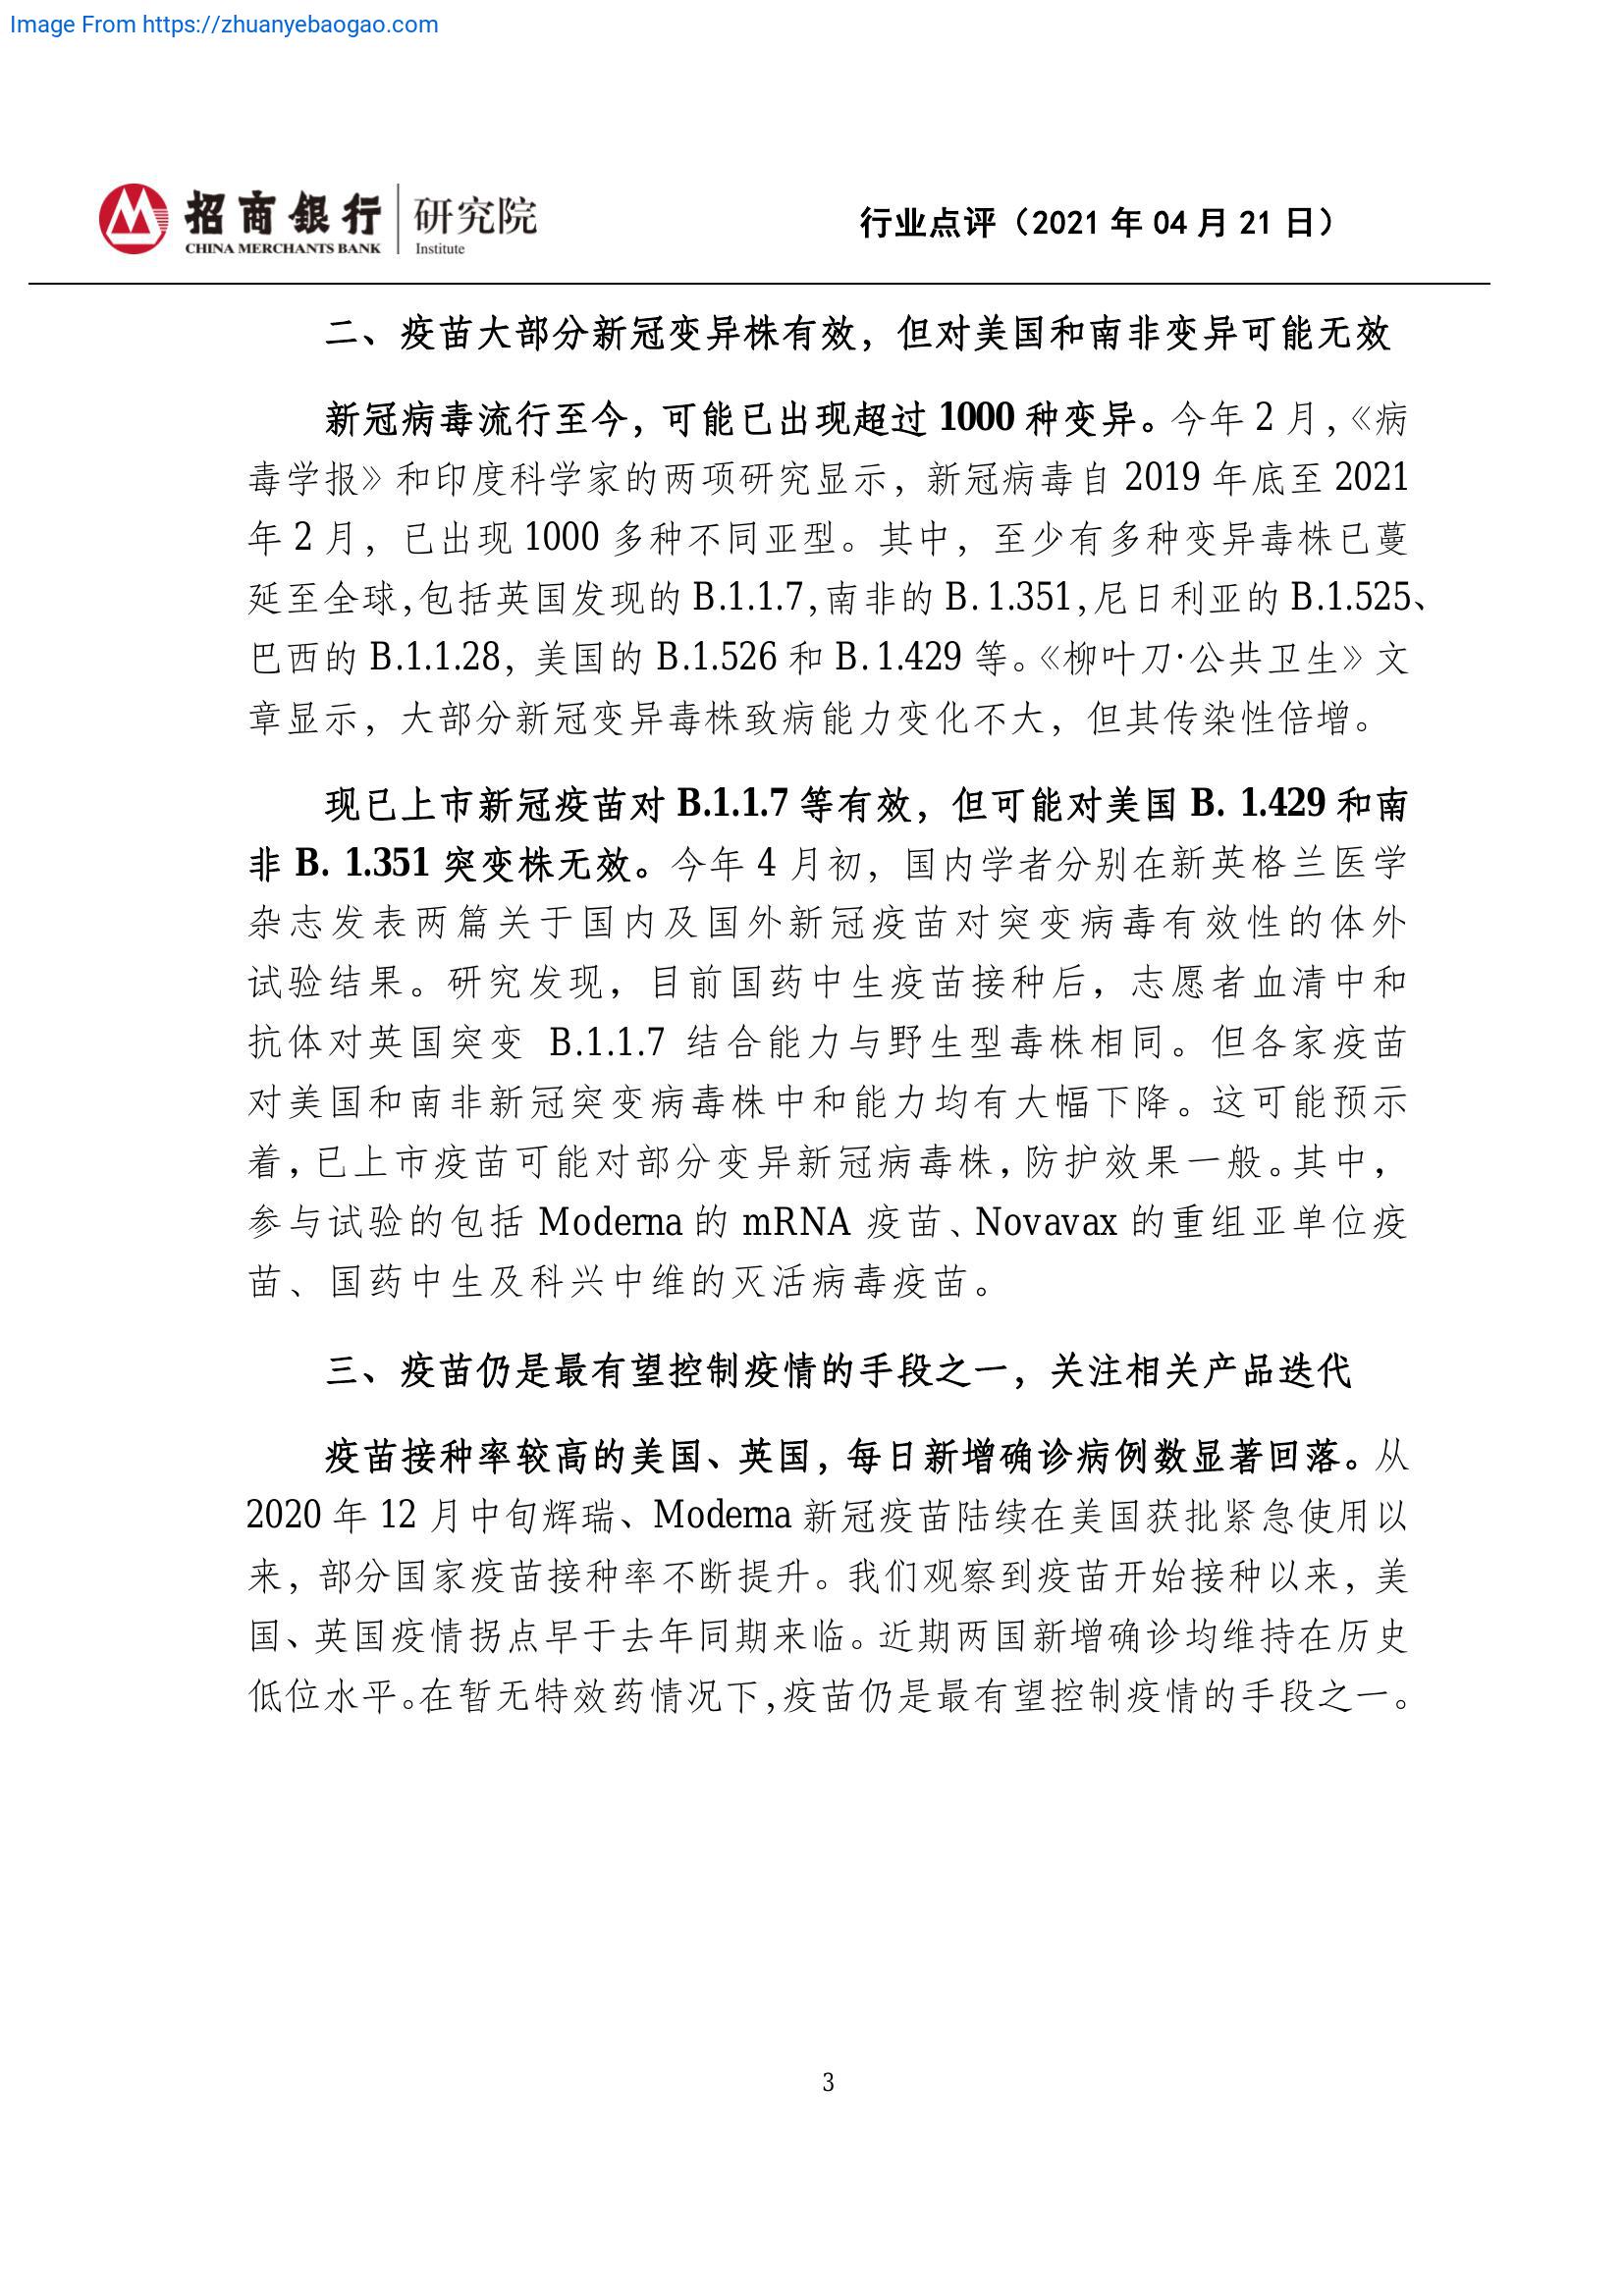 Image From https://zhuanyebaogao.com
招商銀行 研究院
CHINA MERCHANTS BANK Institute
行业点评（2021 年 04 月 21 日）
二、疫苗大部分新冠变异株有效，但对美国和南非变异可能无效
新冠病毒流行至今，可能已出现超过 1000 种变异。今年 2 月，《病
毒学报》和印度科学家的两项研究显示，新冠病毒自 2019 年底至 2021
年 2 月，已出现 1000 多种不同亚型。其中，至少有多种变异毒株已蔓
延至全球，包括英国发现的 B.1.1.7，南非的 B. 1.351，尼日利亚的 B.1.525、
巴西的 B.1.1.28，美国的 B.1.526 和 B. 1.429 等。《柳叶刀·公共卫生》文
章显示，大部分新冠变异毒株致病能力变化不大，但其传染性倍增。
现已上市新冠疫苗对 B.1.1.7 等有效，但可能对美国 B. 1.429 和南
非 B. 1.351 突变株无效。今年 4 月初，国内学者分别在新英格兰医学
杂志发表两篇关于国内及国外新冠疫苗对突变病毒有效性的体外
试验结果。研究发现，目前国药中生疫苗接种后，志愿者血清中和
抗体对英国突变 B.1.1.7 结合能力与野生型毒株相同。但各家疫苗
对美国和南非新冠突变病毒株中和能力均有大幅下降。这可能预示
着，已上市疫苗可能对部分变异新冠病毒株，防护效果一般。其中，
参与试验的包括 Moderna 的 mRNA 疫苗、Novavax 的重组亚单位疫
苗、国药中生及科兴中维的灭活病毒疫苗。
三、疫苗仍是最有望控制疫情的手段之一，关注相关产品迭代
疫苗接种率较高的美国、英国，每日新增确诊病例数显著回落。从
2020 年 12 月中旬辉瑞、Moderna 新冠疫苗陆续在美国获批紧急使用以
来，部分国家疫苗接种率不断提升。我们观察到疫苗开始接种以来，美
国、英国疫情拐点早于去年同期来临。近期两国新增确诊均维持在历史
低位水平。在暂无特效药情况下，疫苗仍是最有望控制疫情的手段之一。
3